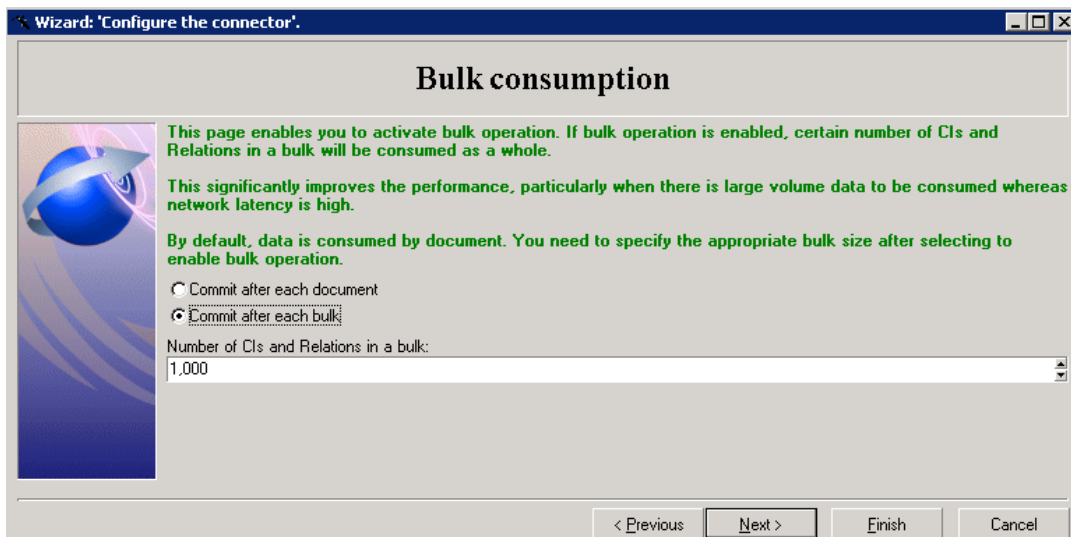 Wizard: 'Configure the connector'.
Bulk consumption
This page enables you to activate bulk operation. If bulk operation is enabled, certain number of CIs and
Relations in a bulk will be consumed as a whole.
This significantly improves the performance, particularly when there is large volume data to be consumed whereas
network latency is high.
By default, data is consumed by document. You need to specify the appropriate bulk size after selecting to
enable bulk operation.
Commit after each document
Commit after each bulk
Number of CIs and Relations in a bulk:
1,000
< Previous
Next >
Finish
Cancel